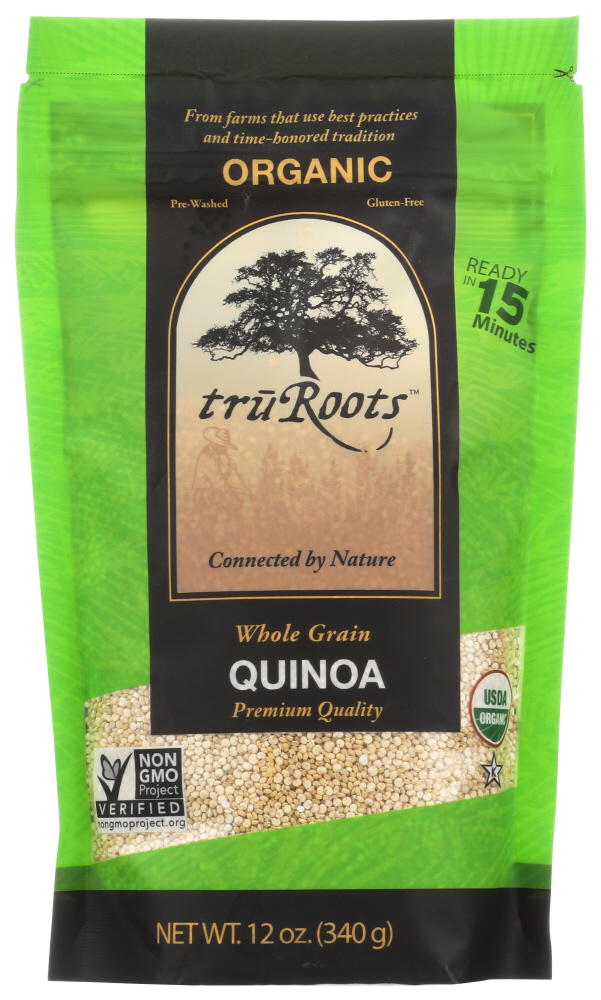 From farms that use best practices
and time-honored tradition
ORGANIC
Pre-Washed
Gluten-Free
READY
IN 15
Minutes
trūRoots™
Connected by Nature
Whole Grain
QUINOA
Premium Quality
USDA
ORGANIC
K
NON
GMO
Project
VERIFIED
nongmoproject.org
NET WT. 12 oz. (340 g)